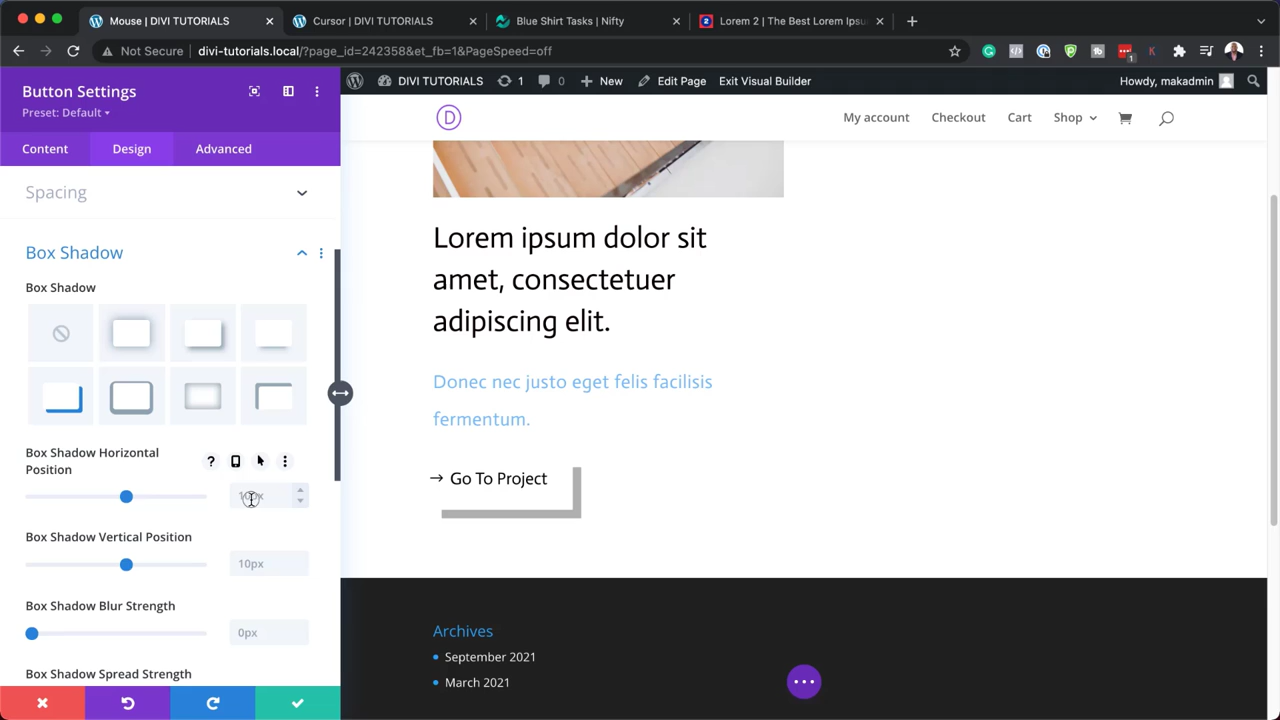 Mouse | DIVI TUTORIALS
Cursor | DIVI TUTORIALS
Blue Shirt Tasks | Nifty
Lorem 2 | The Best Lorem Ipsu
Not Secure
divi-tutorials.local/?page_id=242358&et_fb=1&PageSpeed=off
Button Settings
Preset: Default
Content
Design
Advanced
Spacing
Box Shadow
Box Shadow
Box Shadow Horizontal
Position
Box Shadow Vertical Position
10px
Box Shadow Blur Strength
0px
Box Shadow Spread Strength
DIVI TUTORIALS
1
0
New
Edit Page
Exit Visual Builder
Howdy, makadmin
D
My account
Checkout
Cart
Shop
Lorem ipsum dolor sit
amet, consectetuer
adipiscing elit.
Donec nec justo eget felis facilisis
fermentum.
→ Go To Project
Archives
September 2021
March 2021